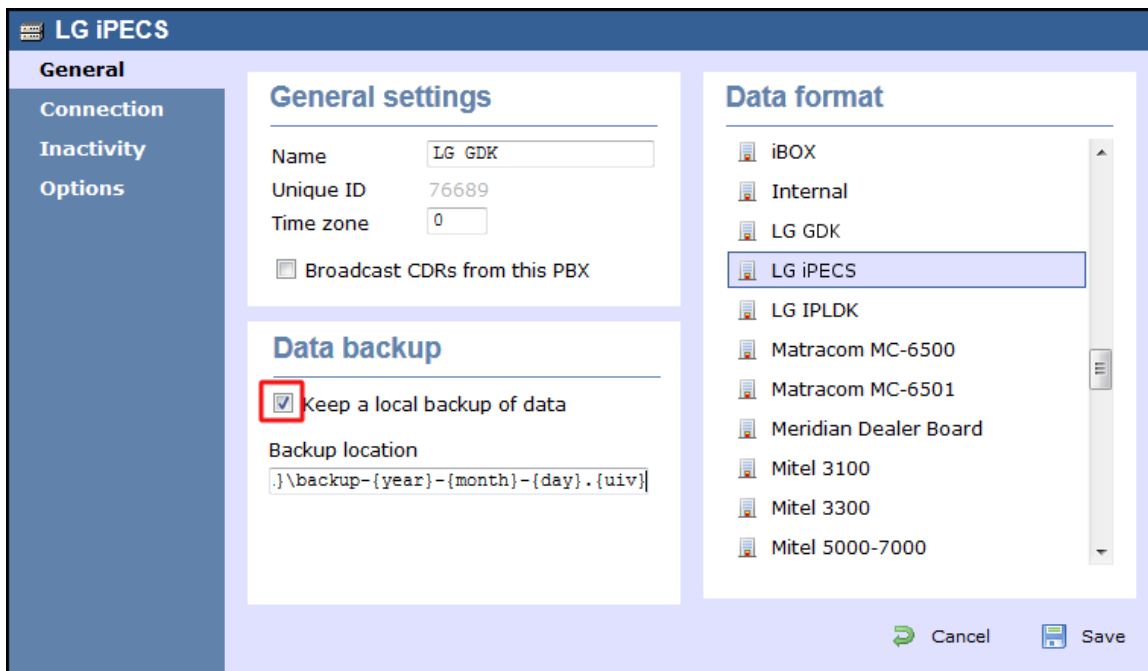 LG iPECS
General
Connection
Inactivity
Options
General settings
Name LG GDK
Unique ID 76689
Time zone 0
Broadcast CDRs from this PBX
Data backup
Keep a local backup of data
Backup location
.}\backup-{year}-{month}-{day}.{uiv}
Data format
iBOX
Internal
LG GDK
LG iPECS
LG IPLDK
Matracom MC-6500
Matracom MC-6501
Meridian Dealer Board
Mitel 3100
Mitel 3300
Mitel 5000-7000
Cancel
Save